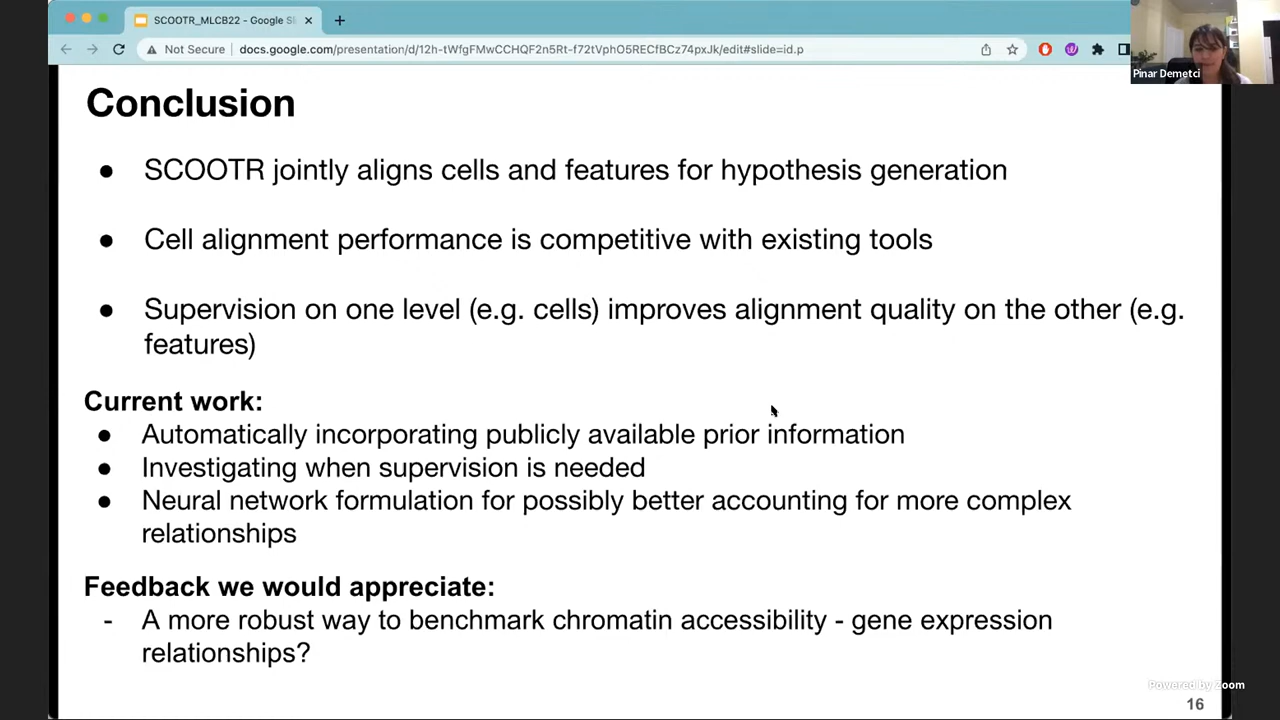 SCOOTR_MLCB22 - Google Sl
Not Secure
docs.google.com/presentation/d/12h-tWfgFMwCCHQF2n5Rt-f72tVphO5RECfBCz74pxJk/edit#slide=id.p
Pinar Demetci
Conclusion
● SCOOTR jointly aligns cells and features for hypothesis generation
● Cell alignment performance is competitive with existing tools
● Supervision on one level (e.g. cells) improves alignment quality on the other (e.g.
features)
Current work:
● Automatically incorporating publicly available prior information
● Investigating when supervision is needed
● Neural network formulation for possibly better accounting for more complex
relationships
Feedback we would appreciate:
- A more robust way to benchmark chromatin accessibility - gene expression
relationships?
Powered by Zoom
16